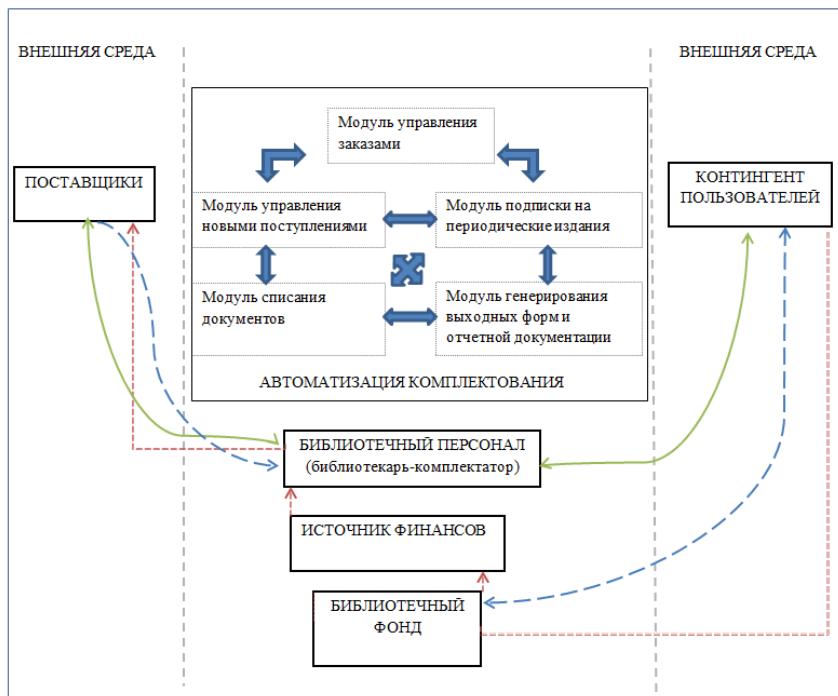 ВНЕШНЯЯ СРЕДА
ВНЕШНЯЯ СРЕДА
Модуль управления
заказами
ПОСТАВЩИКИ
КОНТИНГЕНТ
ПОЛЬЗОВАТЕЛЕЙ
Модуль управления
новыми поступлениями
Модуль подписки на
периодические издания
Модуль списания
документов
Модуль генерирования
выходных форм и
отчетной документации
АВТОМАТИЗАЦИЯ КОМПЛЕКТОВАНИЯ
БИБЛИОТЕЧНЫЙ ПЕРСОНАЛ
(библиотекарь-комплектатор)
ИСТОЧНИК ФИНАНСОВ
БИБЛИОТЕЧНЫЙ
ФОНД